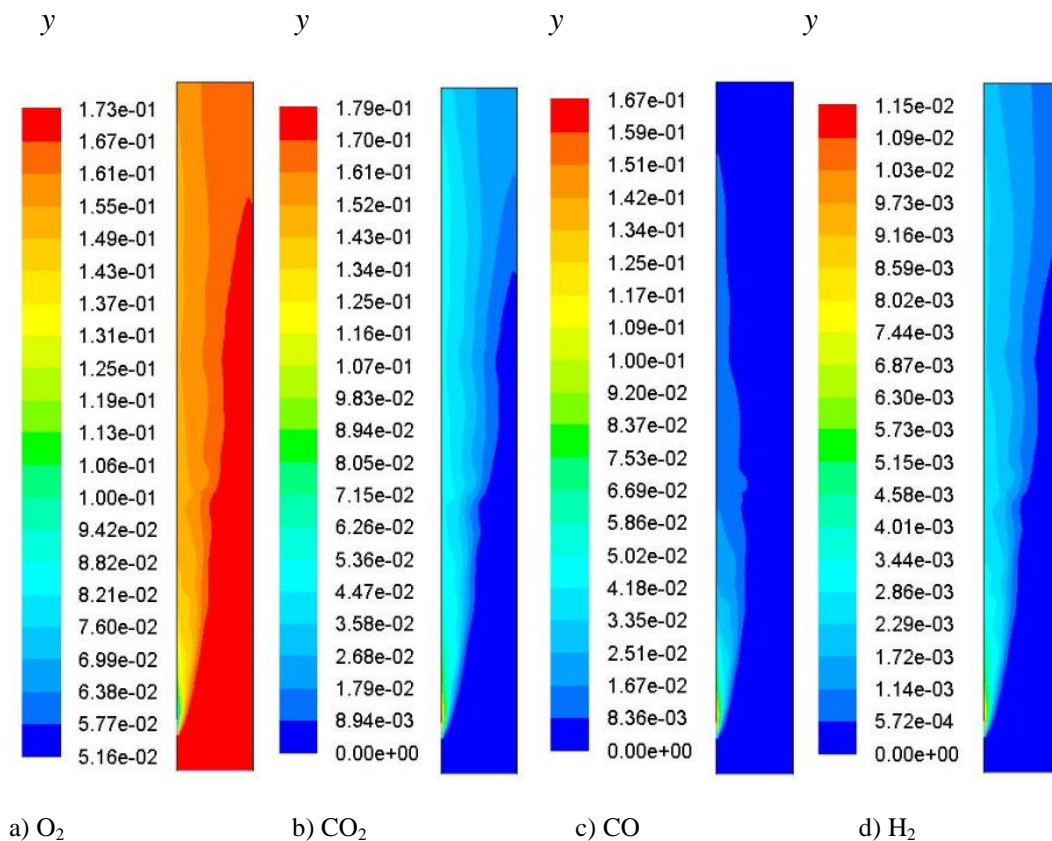 y y y y
1.73e-01
1.67e-01
1.61e-01
1.55e-01
1.49e-01
1.43e-01
1.37e-01
1.31e-01
1.25e-01
1.19e-01
1.13e-01
1.06e-01
1.00e-01
9.42e-02
8.82e-02
8.21e-02
7.60e-02
6.99e-02
6.38e-02
5.77e-02
5.16e-02
1.79e-01
1.70e-01
1.61e-01
1.52e-01
1.43e-01
1.34e-01
1.25e-01
1.16e-01
1.07e-01
9.83e-02
8.94e-02
8.05e-02
7.15e-02
6.26e-02
5.36e-02
4.47e-02
3.58e-02
2.68e-02
1.79e-02
8.94e-03
0.00e+00
1.67e-01
1.59e-01
1.51e-01
1.42e-01
1.34e-01
1.25e-01
1.17e-01
1.09e-01
1.00e-01
9.20e-02
8.37e-02
7.53e-02
6.69e-02
5.86e-02
5.02e-02
4.18e-02
3.35e-02
2.51e-02
1.67e-02
8.36e-03
0.00e+00
1.15e-02
1.09e-02
1.03e-02
9.73e-03
9.16e-03
8.59e-03
8.02e-03
7.44e-03
6.87e-03
6.30e-03
5.73e-03
5.15e-03
4.58e-03
4.01e-03
3.44e-03
2.86e-03
2.29e-03
1.72e-03
1.14e-03
5.72e-04
0.00e+00
a) O₂ b) CO₂ c) CO d) H₂